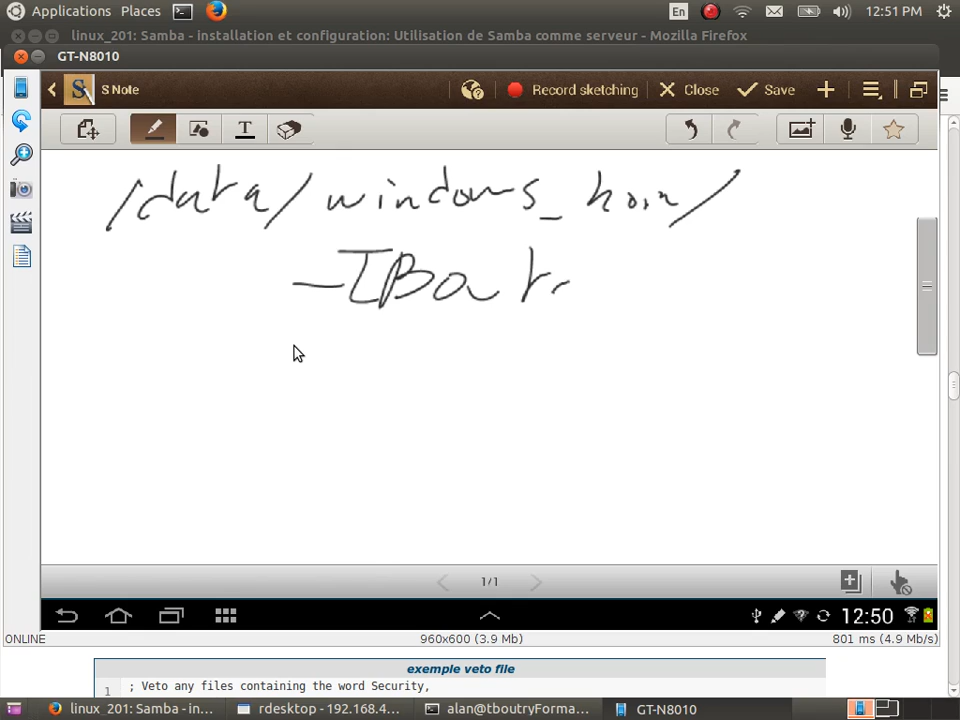 Applications Places En 12:51 PM
linux_201: Samba - installation et configuration: Utilisation de Samba comme serveur - Mozilla Firefox
GT-N8010
S Note Record sketching Close Save
T
/data/windows_
1/1
12:50
ONLINE 960x600 (3.9 Mb) 801 ms (4.9 Mb/s)
exemple veto file
1 ; Veto any files containing the word Security,
linux_201: Samba - in... rdesktop - 192.168.4... alan@tboutryForma... GT-N8010